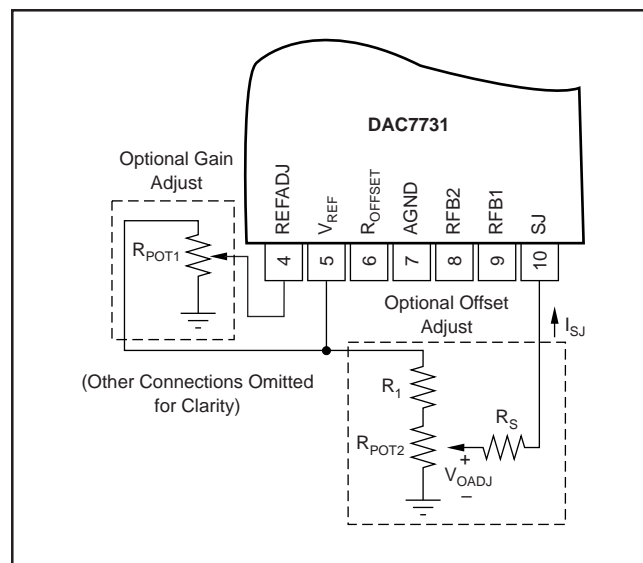 DAC7731
Optional Gain
Adjust
REFADJ
VREF
ROFFSET
AGND
RFB2
RFB1
SJ
RPOT1
4
5
6
7
8
9
10
Optional Offset
Adjust
ISJ
(Other Connections Omitted
for Clarity)
R1
RPOT2
RS
+
VOADJ
–